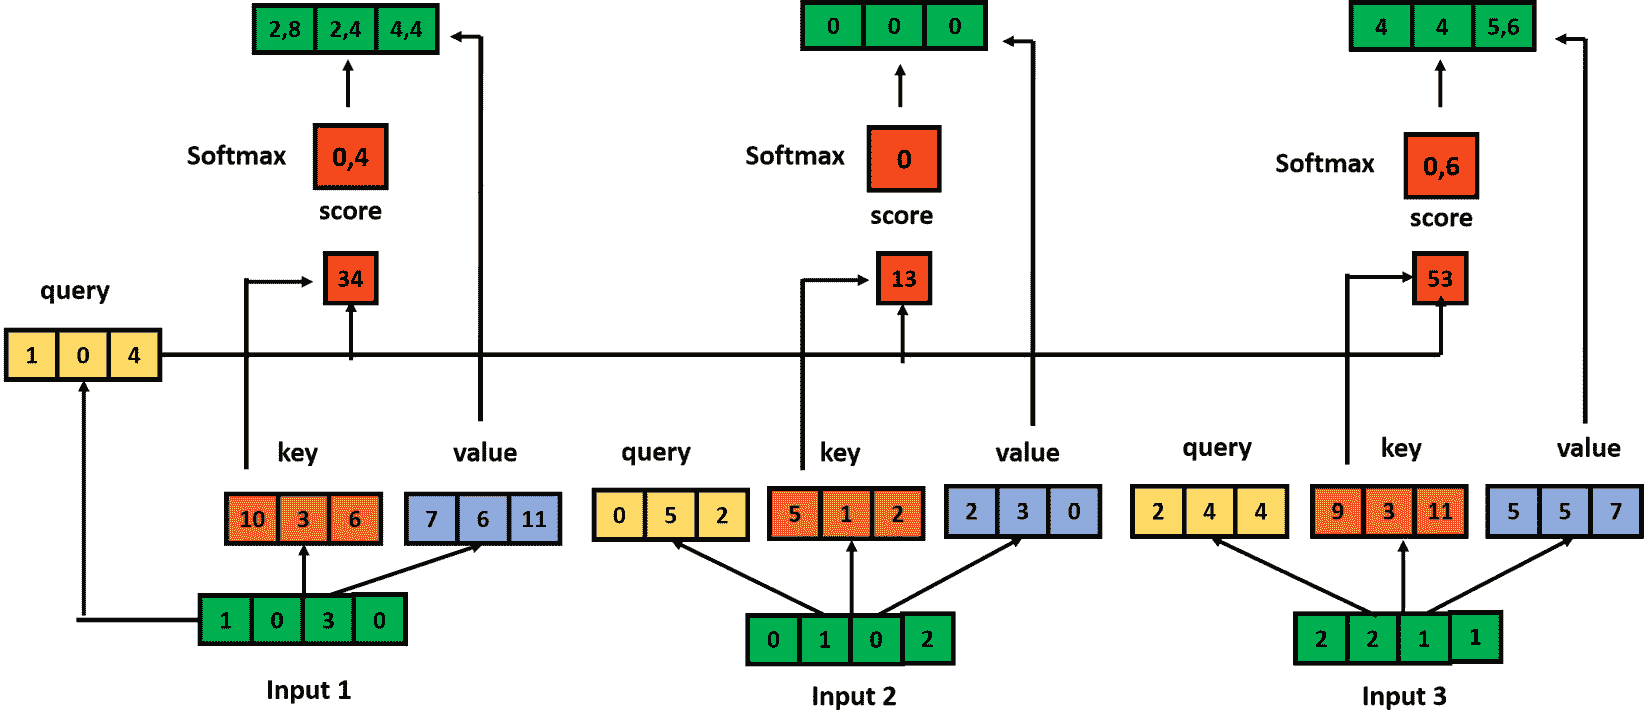 2,8 2,4 4,4
0 0 0
4 4 5,6
Softmax 0,4
Softmax 0
Softmax 0,6
score
score
score
34
13
53
query
1 0 4
key
value
query
key
value
query
key
value
10 3 6
7 6 11
0 5 2
5 1 2
2 3 0
2 4 4
9 3 11
5 5 7
1 0 3 0
0 1 0 2
2 2 1 1
Input 1
Input 2
Input 3